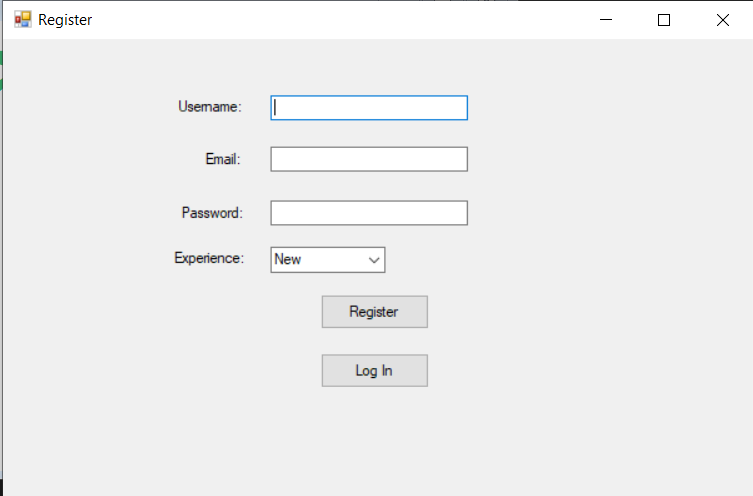 Register
Username:
Email:
Password:
Experience: New
Register
Log In